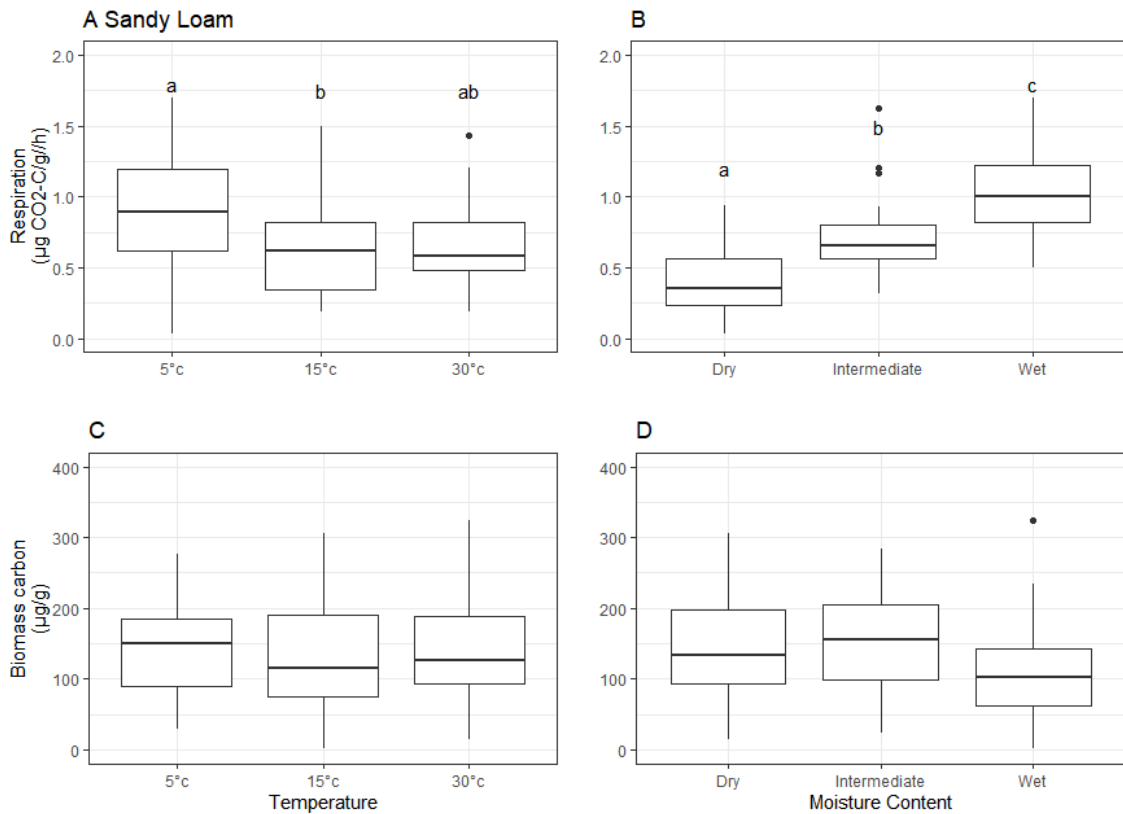 A Sandy Loam
Respiration
(µg CO2-C/g//h)
2.0
1.5
1.0
0.5
0.0
a
b
ab
5°c
15°c
30°c
B
2.0
1.5
1.0
0.5
0.0
a
b
c
Dry
Intermediate
Wet
C
Biomass carbon
(µg/g)
400
300
200
100
0
5°c
15°c
30°c
Temperature
D
400
300
200
100
0
Dry
Intermediate
Wet
Moisture Content